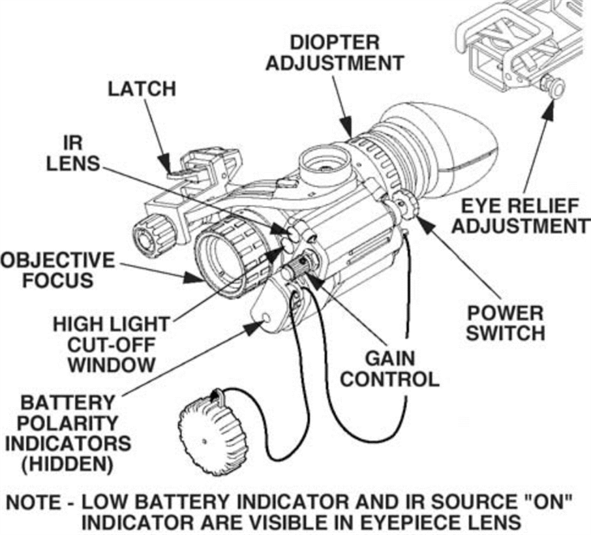 DIOPTER
ADJUSTMENT
LATCH
IR
LENS
EYE RELIEF
ADJUSTMENT
OBJECTIVE
FOCUS
POWER
SWITCH
HIGH LIGHT
CUT-OFF
WINDOW
GAIN
CONTROL
BATTERY
POLARITY
INDICATORS
(HIDDEN)
NOTE - LOW BATTERY INDICATOR AND IR SOURCE "ON"
INDICATOR ARE VISIBLE IN EYEPIECE LENS